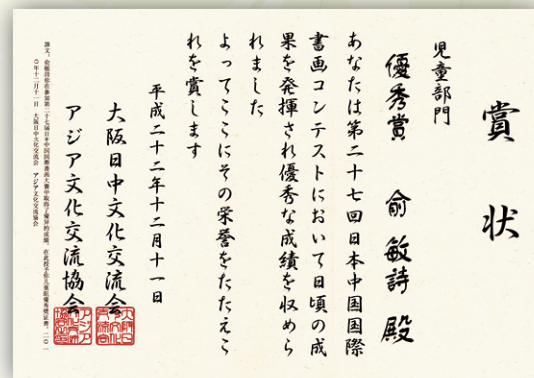 賞状
児童部門
優秀賞 俞敏詩 殿
あなたは第二十七回日本中国国際
書画コンテストにおいて日頃の成
果を発揮され優秀な成績を収めら
れました
よってここにその栄誉をたたえこ
れを賞します
平成二十二年十二月十一日
大阪日中文化交流会
アジア文化交流協会